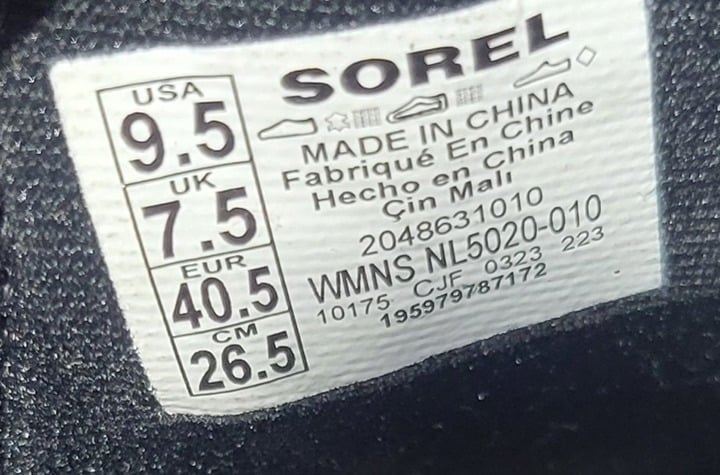 USA
9.5
UK
7.5
EUR
40.5
CM
26.5
SOREL
MADE IN CHINA
Fabriqué En Chine
Hecho en China
Çin Malı
2048631010
WMNS NL5020-010
10175 CJF 0323 223
195979787172